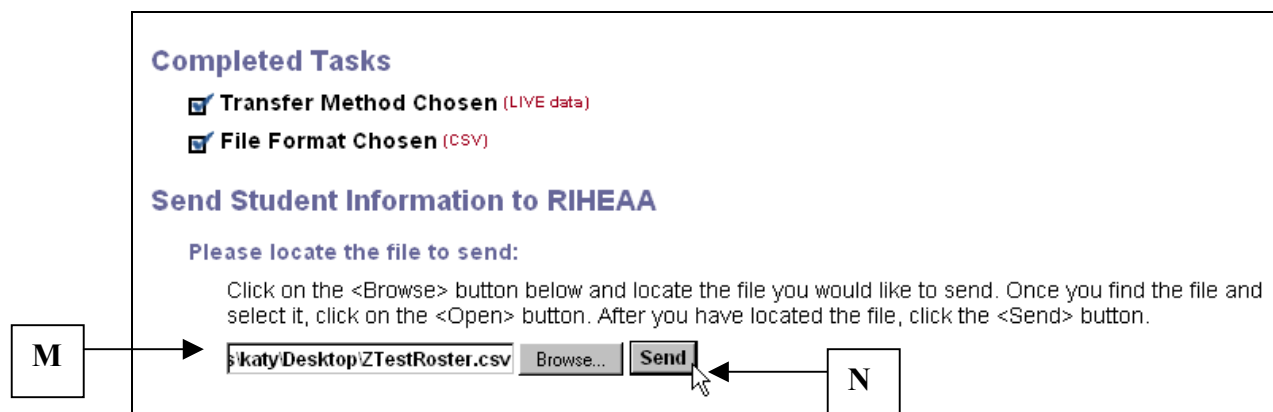 Completed Tasks
Transfer Method Chosen (LIVE data)
File Format Chosen (CSV)
Send Student Information to RIHEAA
Please locate the file to send:
Click on the <Browse> button below and locate the file you would like to send. Once you find the file and
select it, click on the <Open> button. After you have located the file, click the <Send> button.
M
s\katy\Desktop\ZTestRoster.csv Browse... Send
N